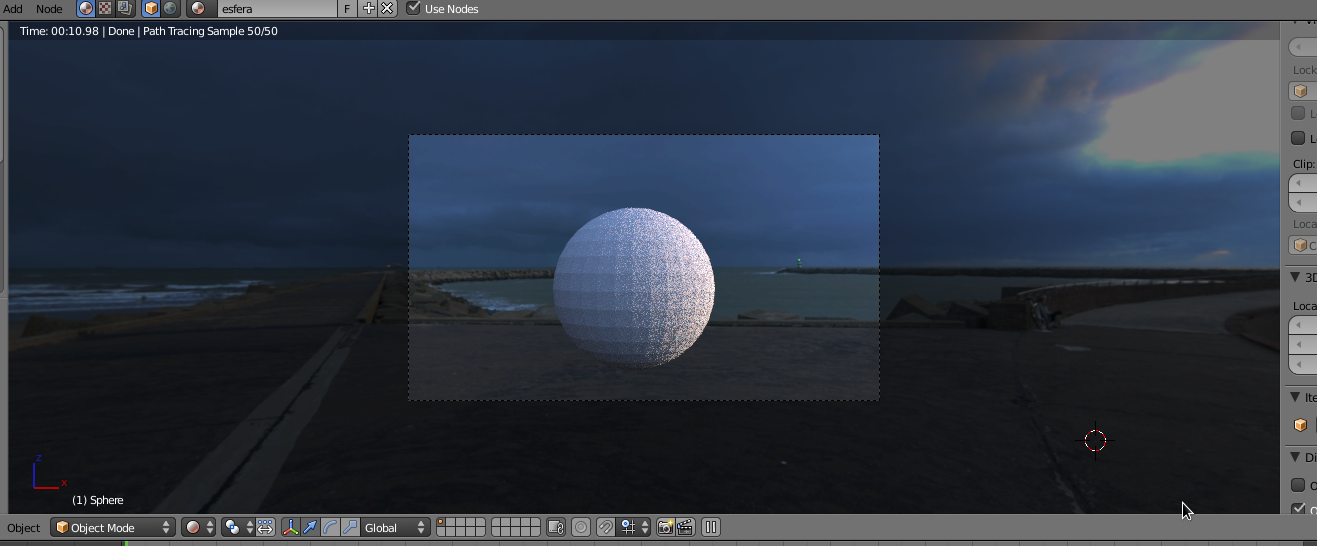 Add Node esfera F Use Nodes
Time: 00:10.98 | Done | Path Tracing Sample 50/50
Lock
Clip:
Loca
C
3D
Loca
Ite
z
x
Di
(1) Sphere
Object Object Mode Global